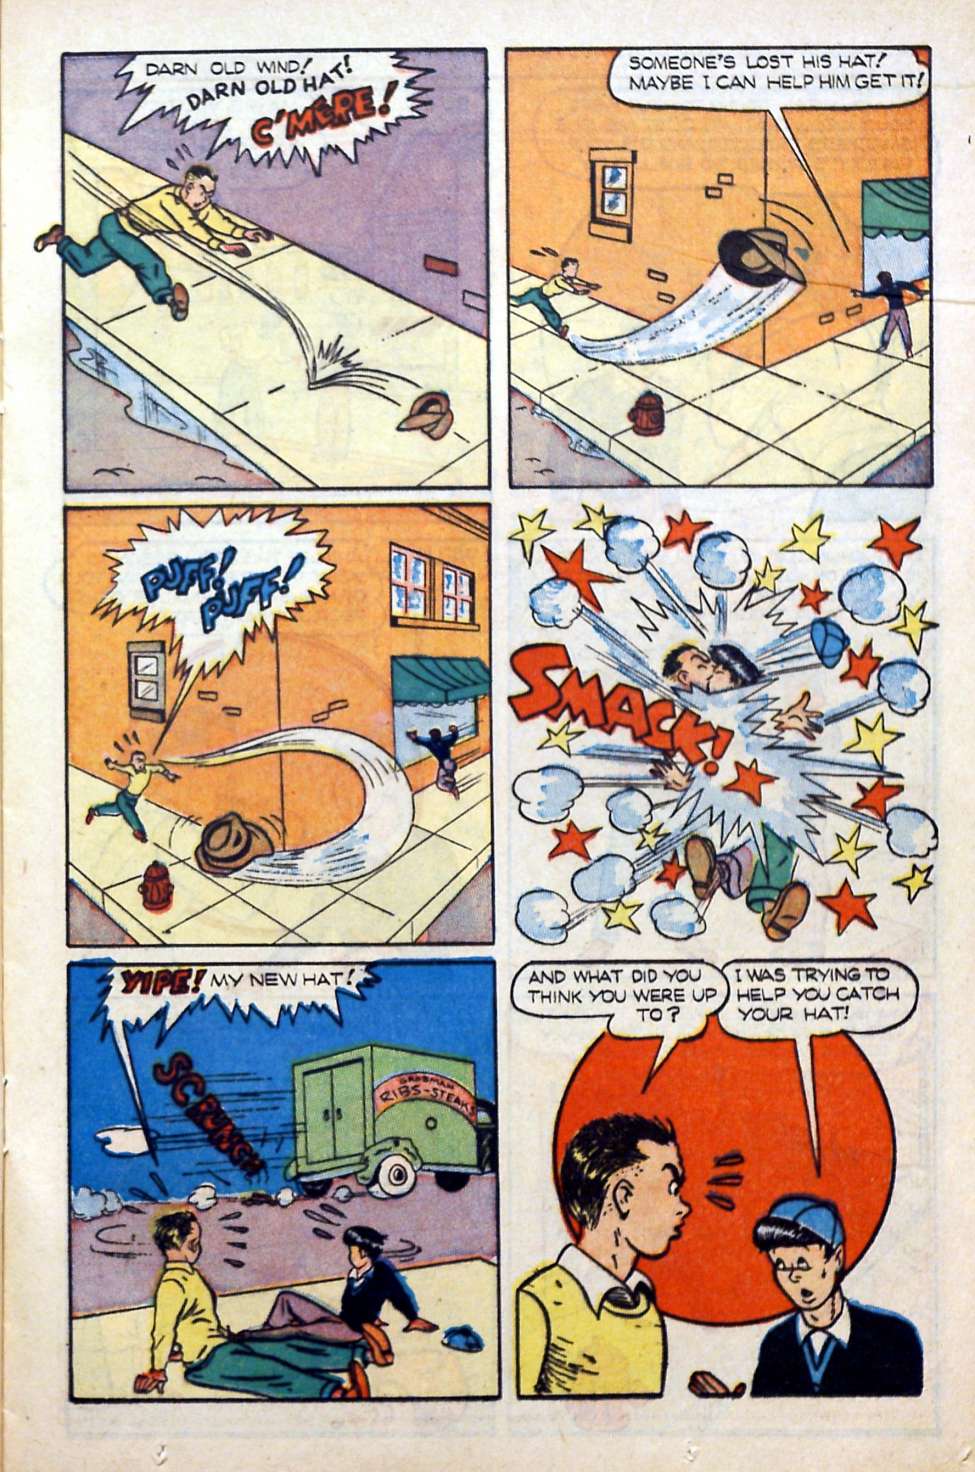 DARN OLD WIND!
DARN OLD HAT!
C'MERE!
SOMEONE'S LOST HIS HAT!
MAYBE I CAN HELP HIM GET IT!
PUFF!
PUFF!
SMACK!
YIPE! MY NEW HAT!
SCRUNCH
GROSMAN
RIBS-STEAKS
AND WHAT DID YOU
THINK YOU WERE UP
TO?
I WAS TRYING TO
HELP YOU CATCH
YOUR HAT!